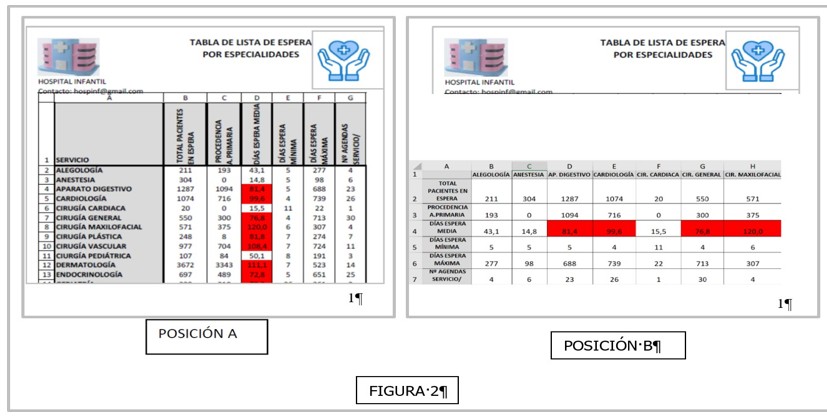 TABLA DE LISTA DE ESPERA
POR ESPECIALIDADES
HOSPITAL INFANTIL
Contacto: hospinf@gmail.com
A B C D E F G
1 SERVICIO TOTAL PACIENTES EN ESPERA PROCEDENCIA A.PRIMARIA DÍAS ESPERA MEDIA DÍAS ESPERA MÍNIMA DÍAS ESPERA MÁXIMA Nº AGENDAS SERVICIO/
2 ALEGOLOGÍA 211 193 43,1 5 277 4
3 ANESTESIA 304 0 14,8 5 98 6
4 APARATO DIGESTIVO 1287 1094 81,4 5 688 23
5 CARDIOLOGÍA 1074 716 99,6 4 739 26
6 CIRUGÍA CARDIACA 20 0 15,5 11 22 1
7 CIRUGÍA GENERAL 550 300 76,8 4 713 30
8 CIRUGÍA MAXILOFACIAL 571 375 120,0 6 307 4
9 CIRUGÍA PLÁSTICA 248 8 81,8 7 274 7
10 CIRUGÍA VASCULAR 977 704 7 724 11
11 CIURGÍA PEDIÁTRICA 107 84 50,1 8 191 3
12 DERMATOLOGÍA 3672 3343 7 523 14
13 ENDOCRINOLOGÍA 697 489 72,8 5 651 25
1¶
POSICIÓN A
TABLA DE LISTA DE ESPERA
POR ESPECIALIDADES
HOSPITAL INFANTIL
Contacto: hospinf@gmail.com
A B C D E F G H
1 ALEGOLOGÍA ANESTESIA AP. DIGESTIVO CARDIOLOGÍA CIR. CARDIACA CIR. GENERAL CIR. MAXILOFACIAL
2 TOTAL PACIENTES EN ESPERA 211 304 1287 1074 20 550 571
3 PROCEDENCIA A.PRIMARIA 193 0 1094 716 0 300 375
4 DÍAS ESPERA MEDIA 43,1 14,8 81,4 99,6 15,5 76,8 120,0
5 DÍAS ESPERA MÍNIMA 5 5 5 4 11 4 6
6 DÍAS ESPERA MÁXIMA 277 98 688 739 22 713 307
7 Nº AGENDAS SERVICIO/ 4 6 23 26 1 30 4
1¶
POSICIÓN·B¶
FIGURA·2¶